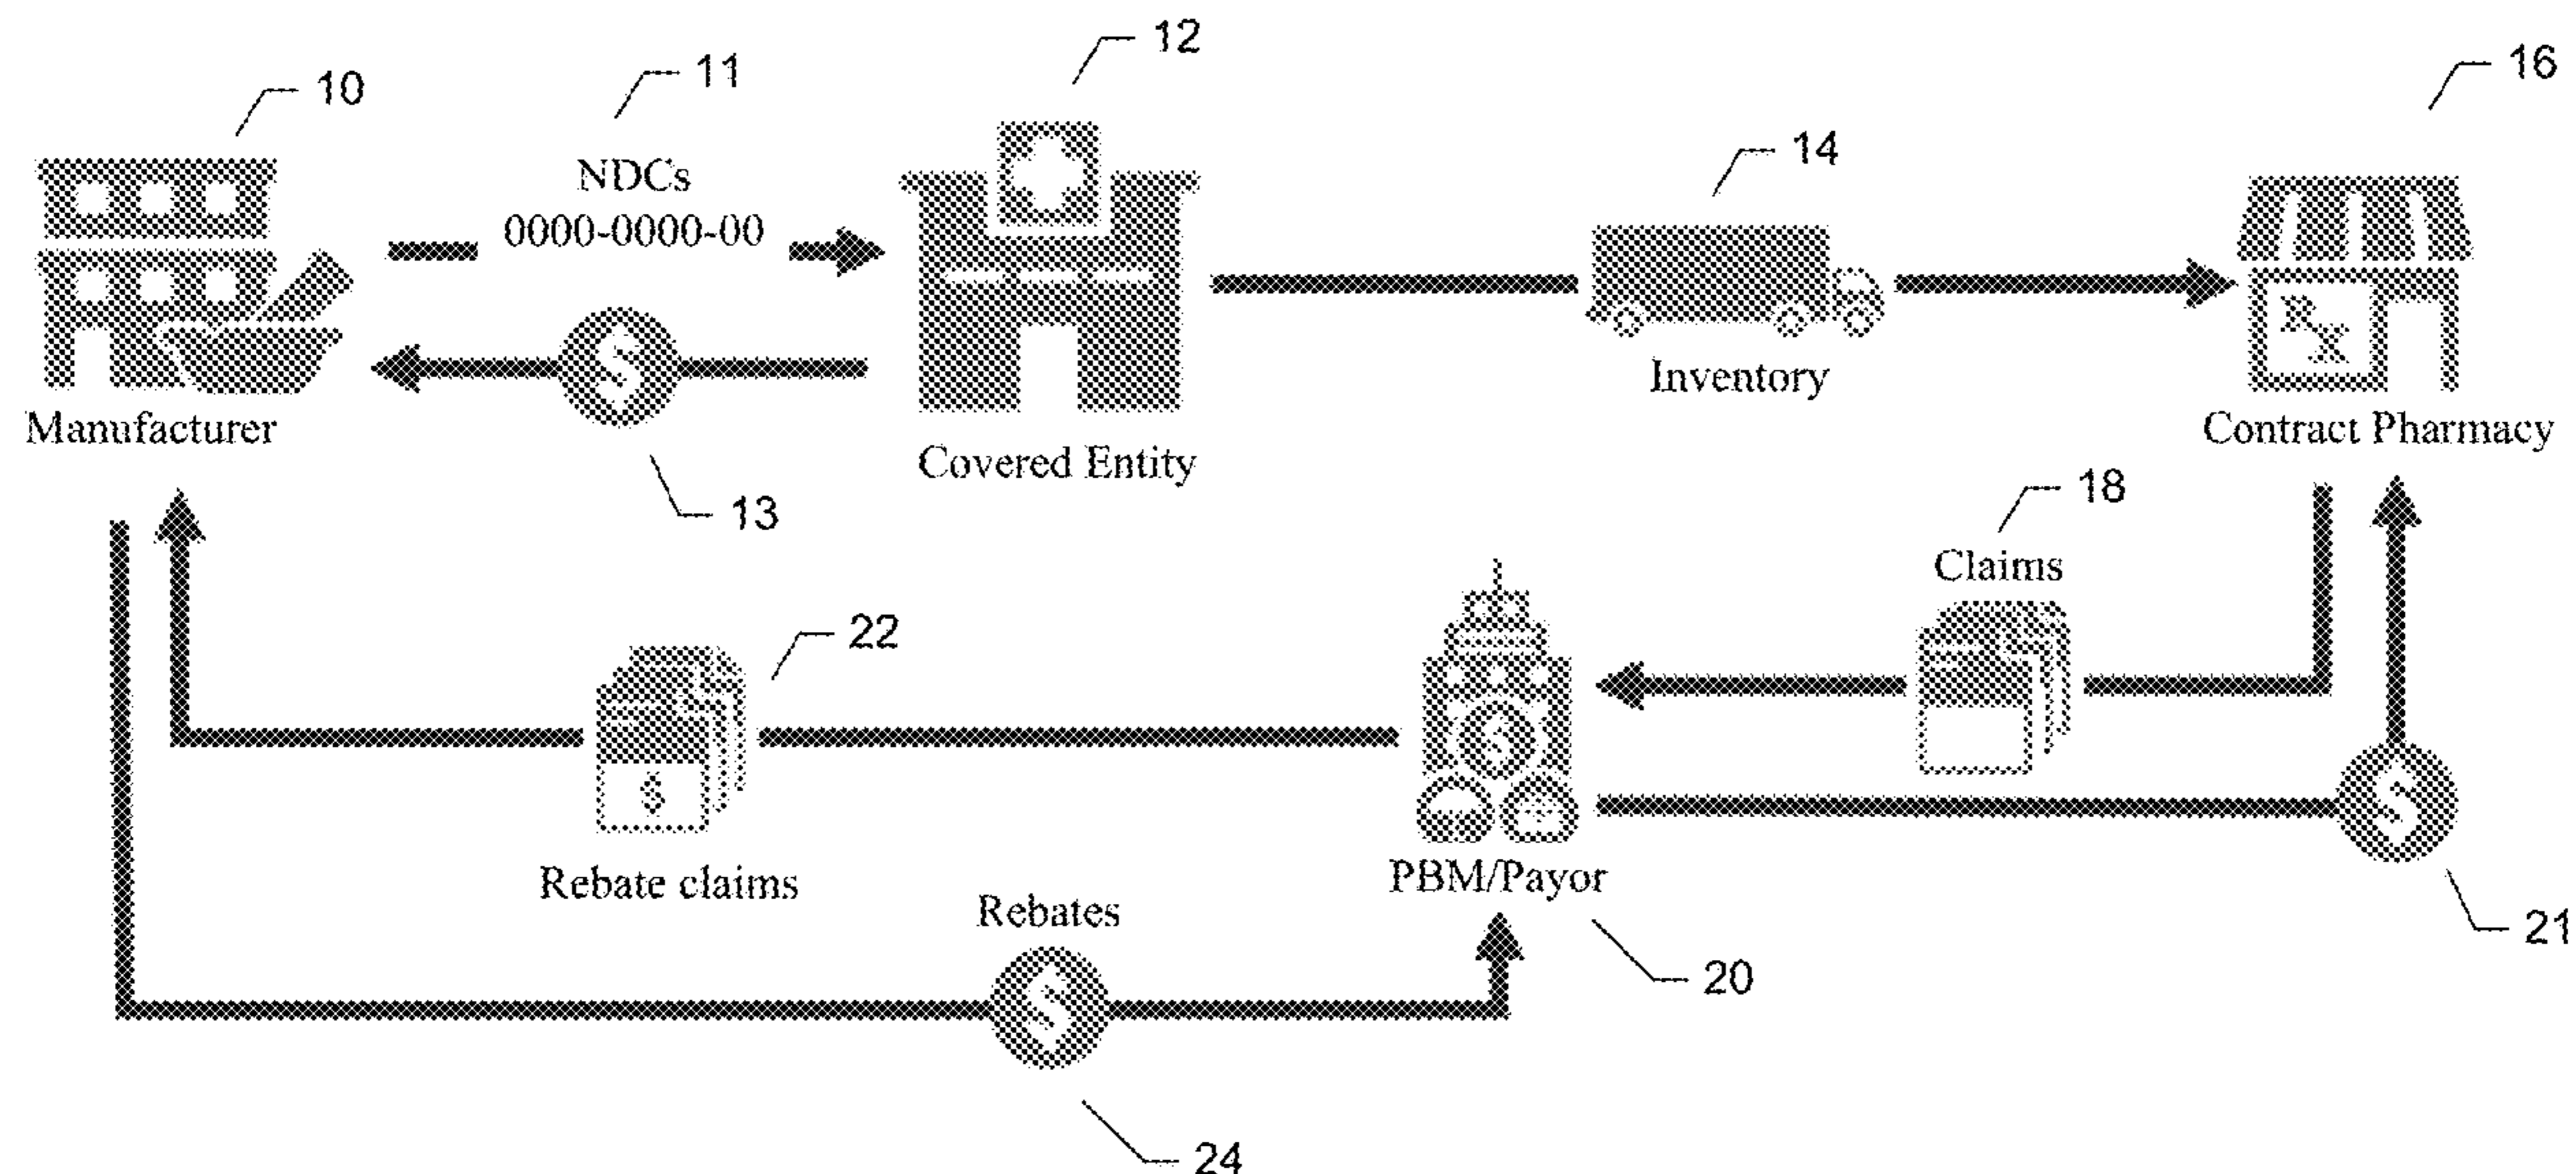 10
11
12
14
16
NDCs
0000-0000-00
Manufacturer
13
Covered Entity
Inventory
Rx
Contract Pharmacy
18
Claims
22
Rebate claims
Rebates
PBM/Payor
20
21
24